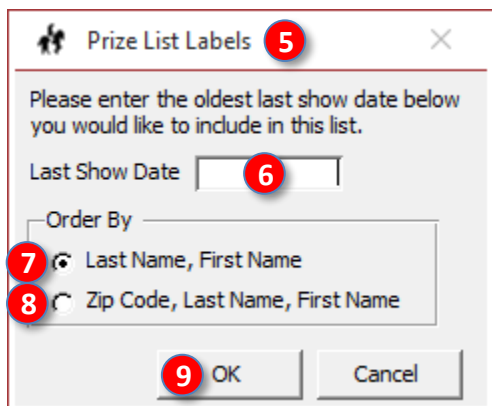 Prize List Labels 5
Please enter the oldest last show date below
you would like to include in this list.
Last Show Date 6
Order By
7 Last Name, First Name
8 Zip Code, Last Name, First Name
9 OK Cancel